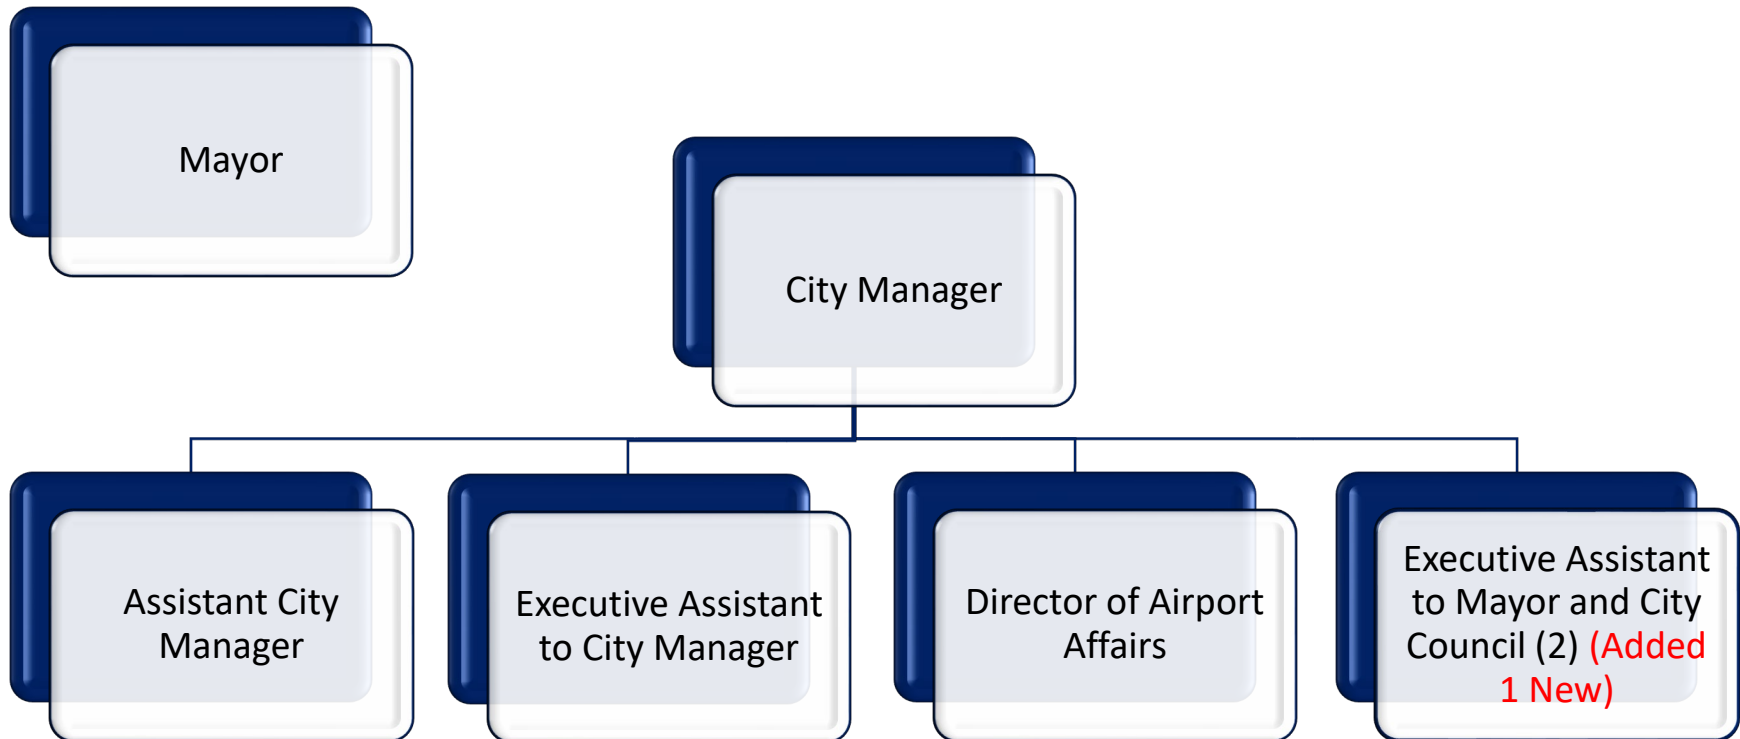 Mayor
City Manager
Assistant City
Manager
Executive Assistant
to City Manager
Director of Airport
Affairs
Executive Assistant
to Mayor and City
Council (2) (Added
1 New)